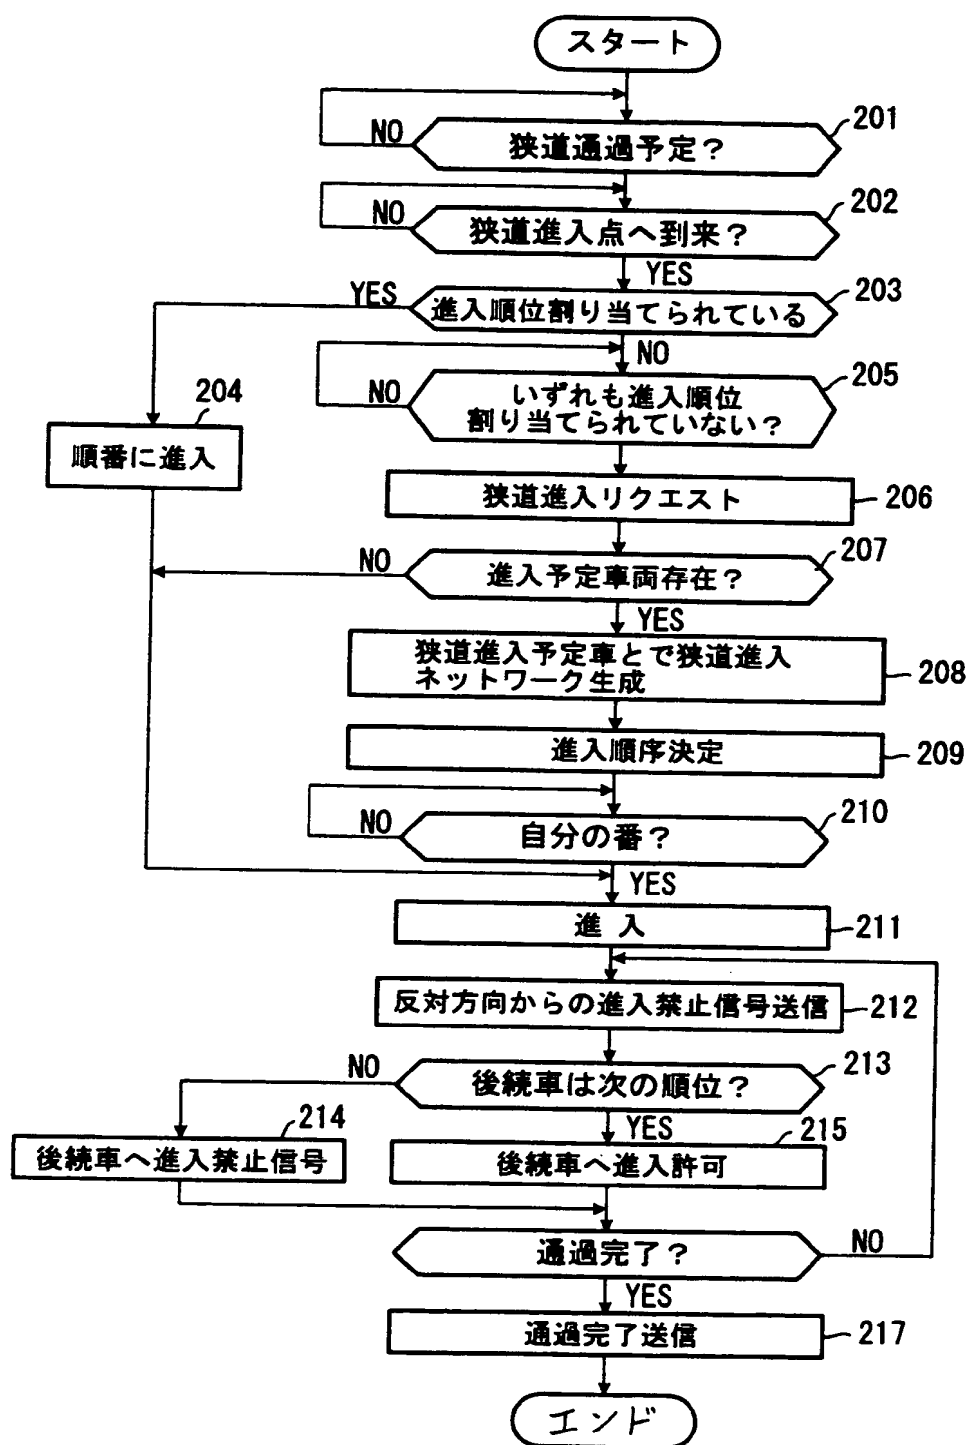 スタート
201
NO
狭道通過予定?
202
NO
狭道進入点へ到来?
YES
203
YES
進入順位割り当てられている
NO
205
NO
いずれも進入順位
割り当てられていない?
204
順番に進入
狭道進入リクエスト
206
207
NO
進入予定車両存在?
YES
狭道進入予定車とで狭道進入
ネットワーク生成
208
進入順序決定
209
210
NO
自分の番?
YES
進 入
211
反対方向からの進入禁止信号送信
212
213
NO
後続車は次の順位?
YES
214
後続車へ進入禁止信号
215
後続車へ進入許可
通過完了?
NO
YES
通過完了送信
217
エンド